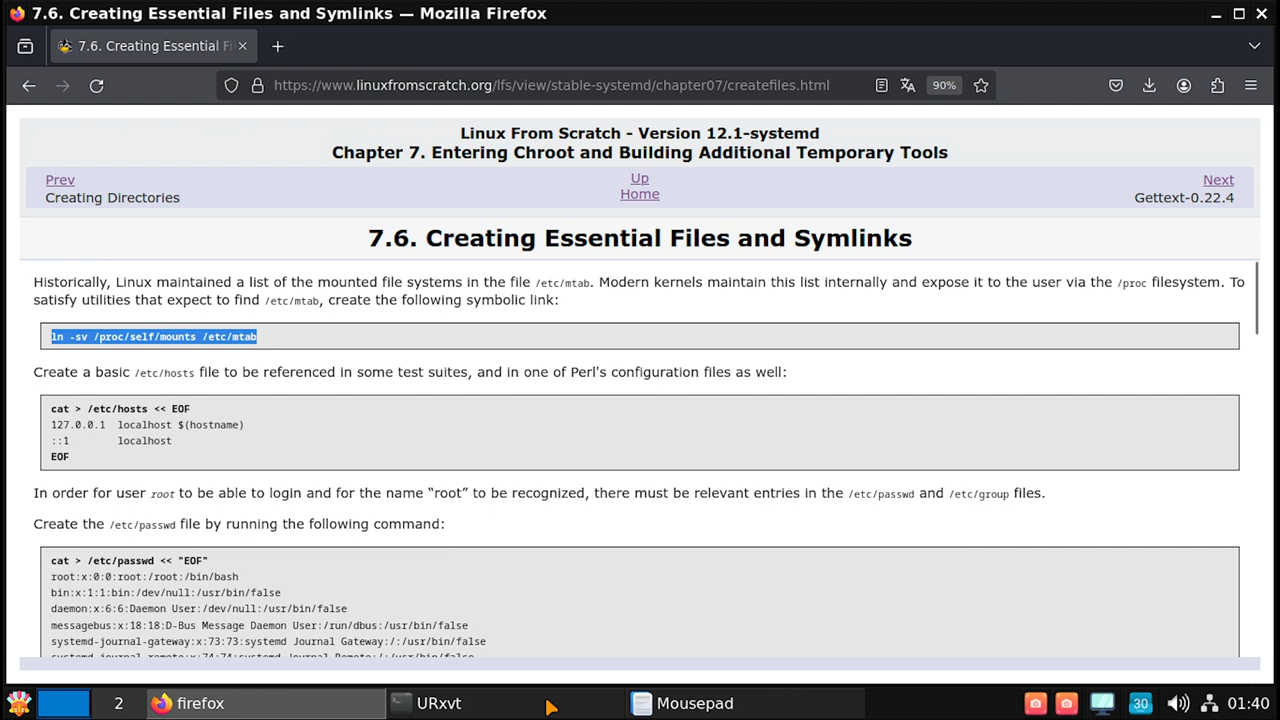 7.6. Creating Essential Files and Symlinks — Mozilla Firefox
7.6. Creating Essential Fi
https://www.linuxfromscratch.org/lfs/view/stable-systemd/chapter07/createfiles.html
90%
Linux From Scratch - Version 12.1-systemd
Chapter 7. Entering Chroot and Building Additional Temporary Tools
Prev
Up
Next
Creating Directories
Home
Gettext-0.22.4
7.6. Creating Essential Files and Symlinks
Historically, Linux maintained a list of the mounted file systems in the file /etc/mtab. Modern kernels maintain this list internally and expose it to the user via the /proc filesystem. To
satisfy utilities that expect to find /etc/mtab, create the following symbolic link:
ln -sv /proc/self/mounts /etc/mtab
Create a basic /etc/hosts file to be referenced in some test suites, and in one of Perl's configuration files as well:
cat > /etc/hosts << EOF
127.0.0.1  localhost $(hostname)
::1        localhost
EOF
In order for user root to be able to login and for the name “root” to be recognized, there must be relevant entries in the /etc/passwd and /etc/group files.
Create the /etc/passwd file by running the following command:
cat > /etc/passwd << "EOF"
root:x:0:0:root:/root:/bin/bash
bin:x:1:1:bin:/dev/null:/usr/bin/false
daemon:x:6:6:Daemon User:/dev/null:/usr/bin/false
messagebus:x:18:18:D-Bus Message Daemon User:/run/dbus:/usr/bin/false
systemd-journal-gateway:x:73:73:systemd Journal Gateway:/:/usr/bin/false
systemd-journal-remote:x:74:74:systemd Journal Remote:/:/usr/bin/false
2
firefox
URxvt
Mousepad
30
01:40